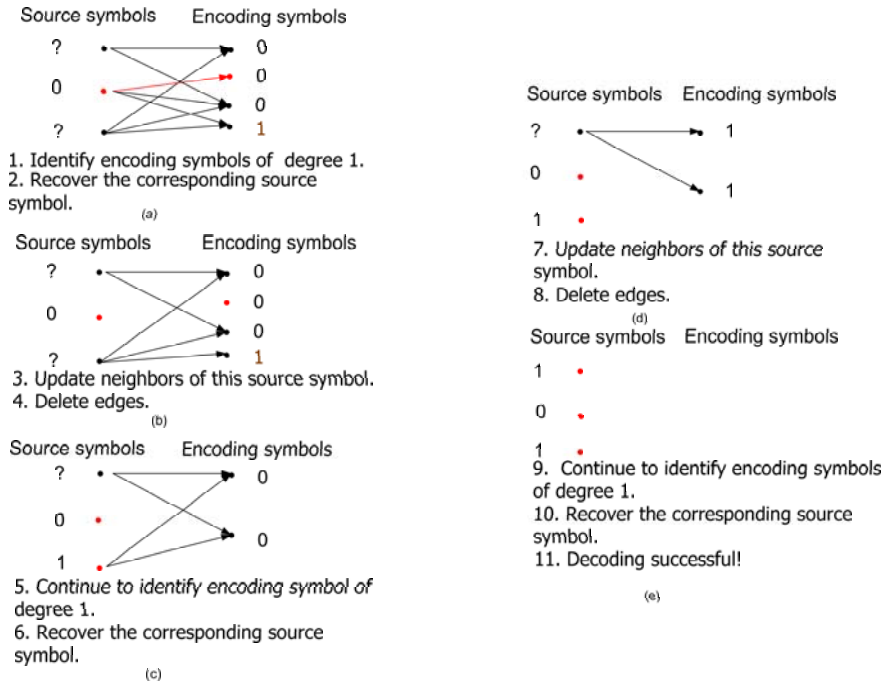 Source symbols Encoding symbols
? 0
0
0
0
? 1
1. Identify encoding symbols of degree 1.
2. Recover the corresponding source
symbol.
(a)
Source symbols Encoding symbols
? 0
0
0
0
? 1
3. Update neighbors of this source symbol.
4. Delete edges.
(b)
Source symbols Encoding symbols
? 0
0
0
1
5. Continue to identify encoding symbol of
degree 1.
6. Recover the corresponding source
symbol.
(c)
Source symbols Encoding symbols
? 1
0
1
1
7. Update neighbors of this source
symbol.
8. Delete edges.
(d)
Source symbols Encoding symbols
1
0
1
9. Continue to identify encoding symbols
of degree 1.
10. Recover the corresponding source
symbol.
11. Decoding successful!
(e)